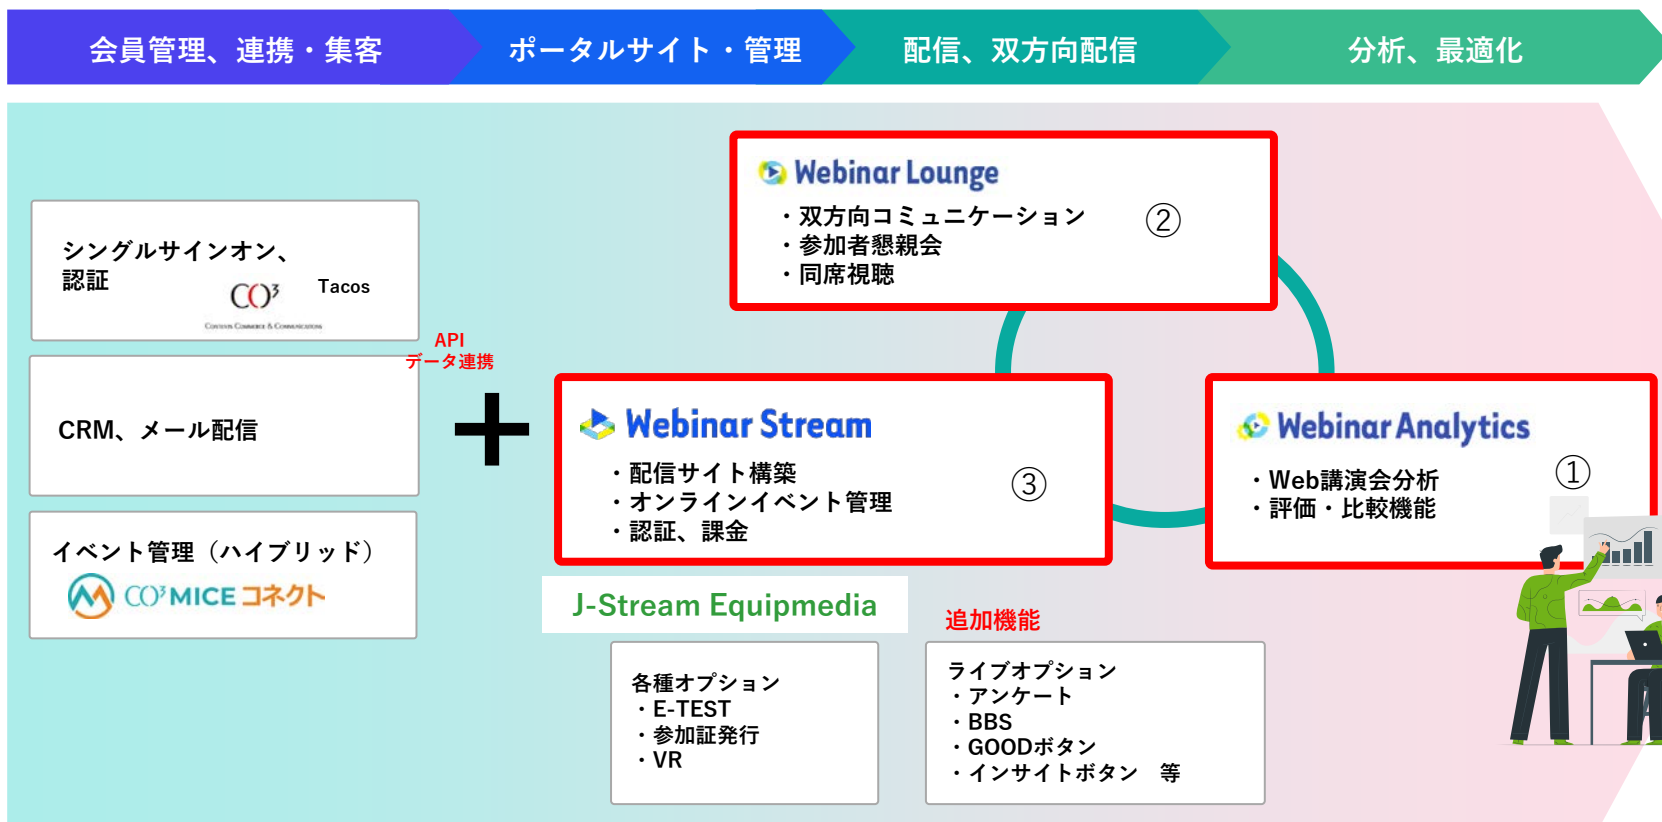 会員管理、連携・集客
ポータルサイト・管理
配信、双方向配信
分析、最適化
Webinar Lounge
・双方向コミュニケーション
・参加者懇親会
・同席視聴
②
シングルサインオン、
認証
CO3
Tacos
Contents Commerce & Communications
API
データ連携
CRM、メール配信
イベント管理（ハイブリッド）
CO3 MICE コネクト
Webinar Stream
・配信サイト構築
・オンラインイベント管理
・認証、課金
③
Webinar Analytics
・Web講演会分析
・評価・比較機能
①
J-Stream Equipmedia
追加機能
各種オプション
・E-TEST
・参加証発行
・VR
ライブオプション
・アンケート
・BBS
・GOODボタン
・インサイトボタン　等